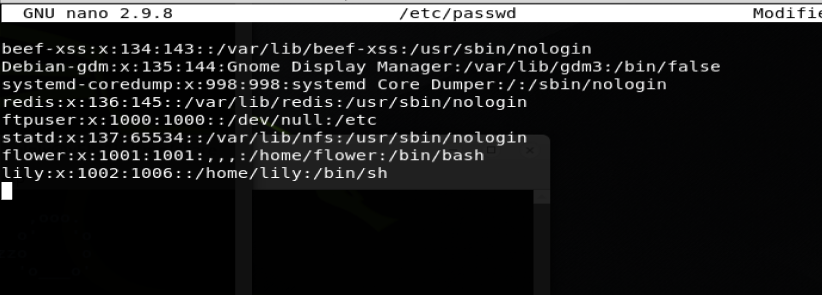 GNU nano 2.9.8 /etc/passwd Modifie
beef-xss:x:134:143::/var/lib/beef-xss:/usr/sbin/nologin
Debian-gdm:x:135:144:Gnome Display Manager:/var/lib/gdm3:/bin/false
systemd-coredump:x:998:998:systemd Core Dumper:/:/sbin/nologin
redis:x:136:145::/var/lib/redis:/usr/sbin/nologin
ftpuser:x:1000:1000::/dev/null:/etc
statd:x:137:65534::/var/lib/nfs:/usr/sbin/nologin
flower:x:1001:1001:,,,:/home/flower:/bin/bash
lily:x:1002:1006::/home/lily:/bin/sh